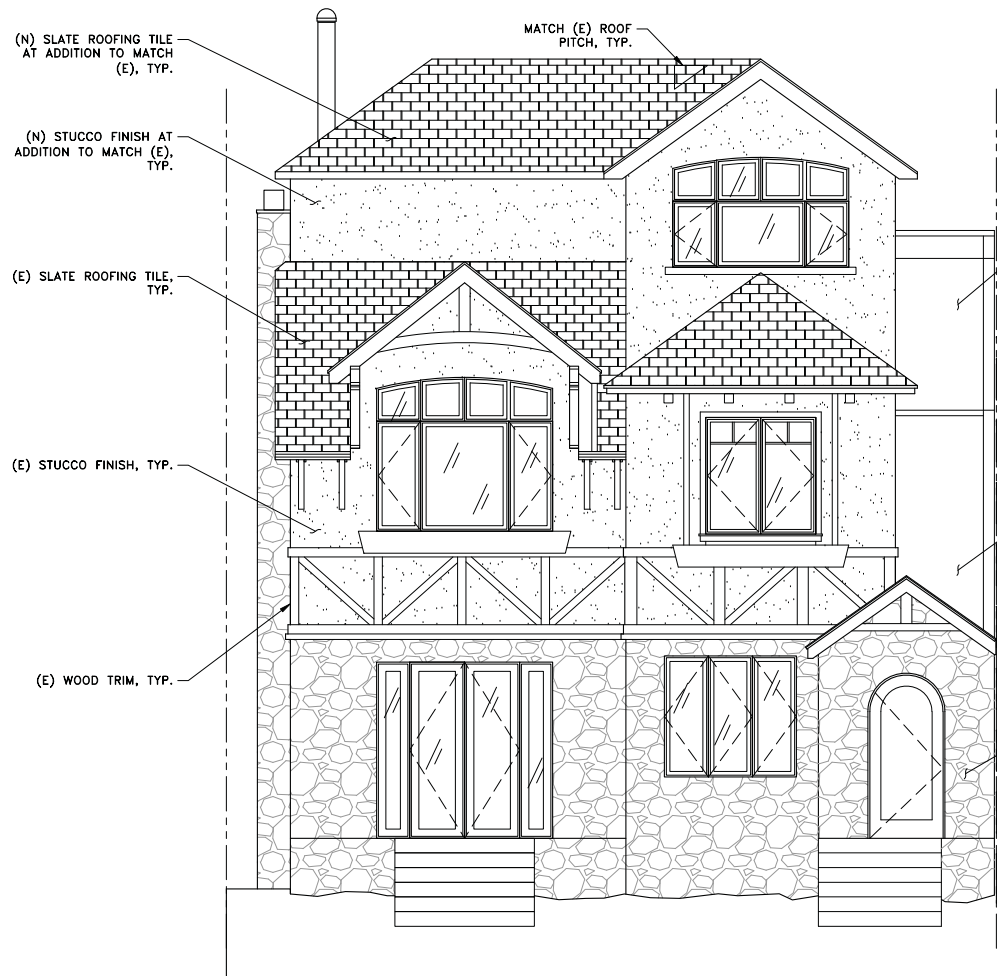 (N) SLATE ROOFING TILE
AT ADDITION TO MATCH
(E), TYP.
MATCH (E) ROOF
PITCH, TYP.
(N) STUCCO FINISH AT
ADDITION TO MATCH (E),
TYP.
(E) SLATE ROOFING TILE,
TYP.
(E) STUCCO FINISH, TYP.
(E) WOOD TRIM, TYP.